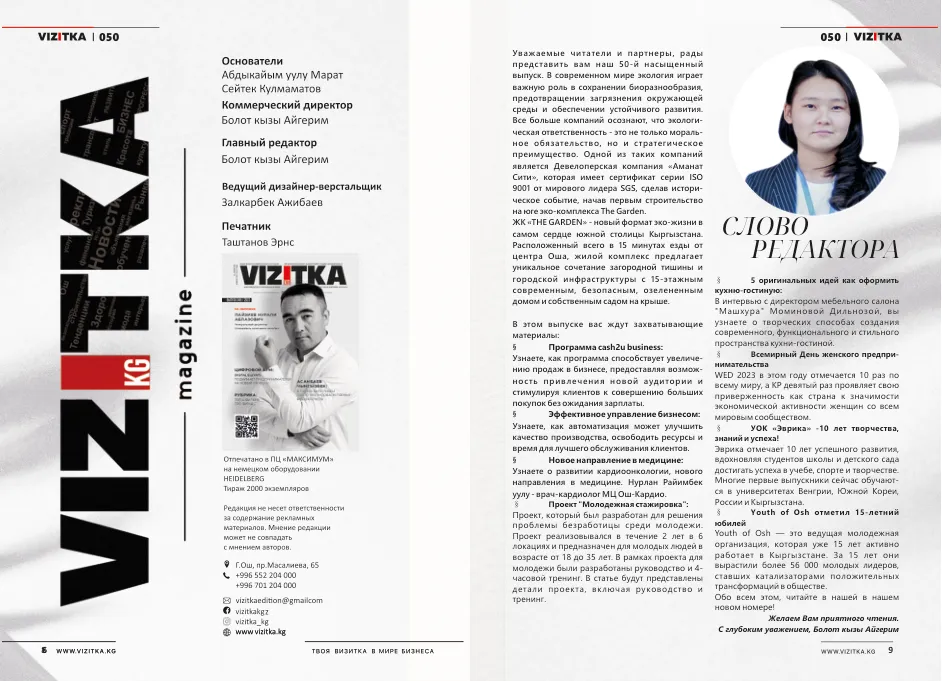 VIZITKA | 050
VIZITKA
KG
magazine
Основатели
Абдыкайым уулу Марат
Сейтек Кулмаматов
Коммерческий директор
Болот кызы Айгерим
Главный редактор
Болот кызы Айгерим
Ведущий дизайнер-верстальщик
Залкарбек Ажибаев
Печатник
Таштанов Эрнс
VIZITKA
Отпечатано в ПЦ «МАКСИМУМ»
на немецком оборудовании
HEIDELBERG
Тираж 2000 экземпляров
Редакция не несет ответственности
за содержание рекламных
материалов. Мнение редакции
может не совпадать
с мнением авторов.
Г.Ош, пр.Масалиева, 65
+996 552 204 000
+996 701 204 000
vizitkaedition@gmailcom
vizitkakgz
vizitka_kg
www.vizitka.kg
WWW.VIZITKA.KG
ТВОЯ ВИЗИТКА В МИРЕ БИЗНЕСА
050 | VIZITKA
Уважаемые читатели и партнеры, рады
представить вам наш 50-й насыщенный
выпуск. В современном мире экология играет
важную роль в сохранении биоразнообразия,
предотвращении загрязнения окружающей
среды и обеспечении устойчивого развития.
Все больше компаний осознают, что экологи-
ческая ответственность - это не только мораль-
ное обязательство, но и стратегическое
преимущество. Одной из таких компаний
является Девелоперская компания «Аманат
Сити», которая имеет сертификат серии ISO
9001 от мирового лидера SGS, сделав истори-
ческое событие, начав первым строительство
на юге эко-комплекса The Garden.
ЖК «THE GARDEN» - новый формат эко-жизни в
самом сердце южной столицы Кыргызстана.
Расположенный всего в 15 минутах езды от
центра Оша, жилой комплекс предлагает
уникальное сочетание загородной тишины и
городской инфраструктуры с 15-этажным
современным, безопасным, озелененным
домом и собственным садом на крыше.
В этом выпуске вас ждут захватывающие
материалы:
§ Программа cash2u business:
Узнаете, как программа способствует увеличе-
нию продаж в бизнесе, предоставляя возмож-
ность привлечения новой аудитории и
стимулируя клиентов к совершению больших
покупок без ожидания зарплаты.
§ Эффективное управление бизнесом:
Узнаете, как автоматизация может улучшить
качество производства, освободить ресурсы и
время для лучшего обслуживания клиентов.
§ Новое направление в медицине:
Узнаете о развитии кардиоонкологии, нового
направления в медицине. Нурлан Райимбек
уулу - врач-кардиолог МЦ Ош-Кардио.
§ Проект "Молодежная стажировка":
Проект, который был разработан для решения
проблемы безработицы среди молодежи.
Проект реализовывался в течение 2 лет в 6
локациях и предназначен для молодых людей в
возрасте от 18 до 35 лет. В рамках проекта для
молодежи были разработаны руководство и 4-
часовой тренинг. В статье будут представлены
детали проекта, включая руководство и
тренинг.
СЛОВО
РЕДАКТОРА
§ 5 оригинальных идей как оформить
кухню-гостиную:
В интервью с директором мебельного салона
"Машхура" Моминовой Дильнозой, вы
узнаете о творческих способах создания
современного, функционального и стильного
пространства кухни-гостиной.
§ Всемирный День женского предпри-
нимательства
WED 2023 в этом году отмечается 10 раз по
всему миру, а КР девятый раз проявляет свою
приверженность как страна к значимости
экономической активности женщин со всем
мировым сообществом.
§ УОК «Эврика» -10 лет творчества,
знаний и успеха!
Эврика отмечает 10 лет успешного развития,
вдохновляя студентов школы и детского сада
достигать успеха в учебе, спорте и творчестве.
Многие первые выпускники сейчас обучают-
ся в университетах Венгрии, Южной Кореи,
России и Кыргызстана.
§ Youth of Osh отметил 15-летний
юбилей
Youth of Osh — это ведущая молодежная
организация, которая уже 15 лет активно
работает в Кыргызстане. За 15 лет они
вырастили более 56 000 молодых лидеров,
ставших катализаторами положительных
трансформаций в обществе.
Обо всем этом, читайте в нашей в нашем
новом номере!
Желаем Вам приятного чтения.
С глубоким уважением, Болот кызы Айгерим
WWW.VIZITKA.KG 9